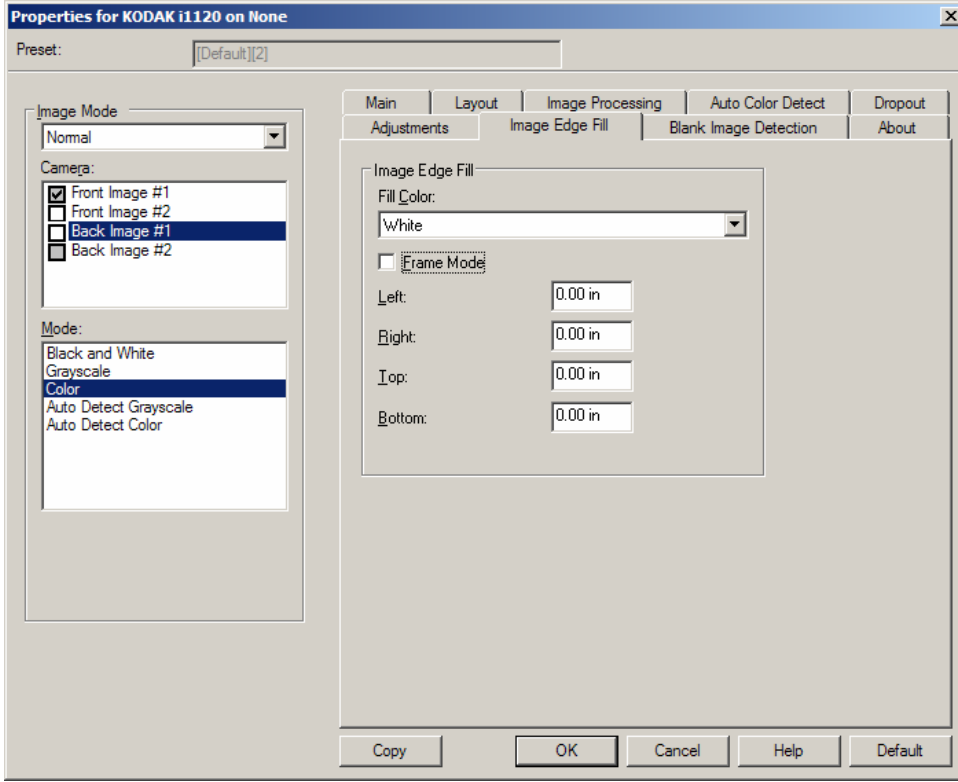 Properties for KODAK i1120 on None
Preset:
[Default][2]
Image Mode
Normal
Camera:
Front Image #1
Front Image #2
Back Image #1
Back Image #2
Mode:
Black and White
Grayscale
Color
Auto Detect Grayscale
Auto Detect Color
Main Layout Image Processing Auto Color Detect Dropout
Adjustments Image Edge Fill Blank Image Detection About
Image Edge Fill
Fill Color:
White
Frame Mode
Left: 0.00 in
Right: 0.00 in
Top: 0.00 in
Bottom: 0.00 in
Copy OK Cancel Help Default